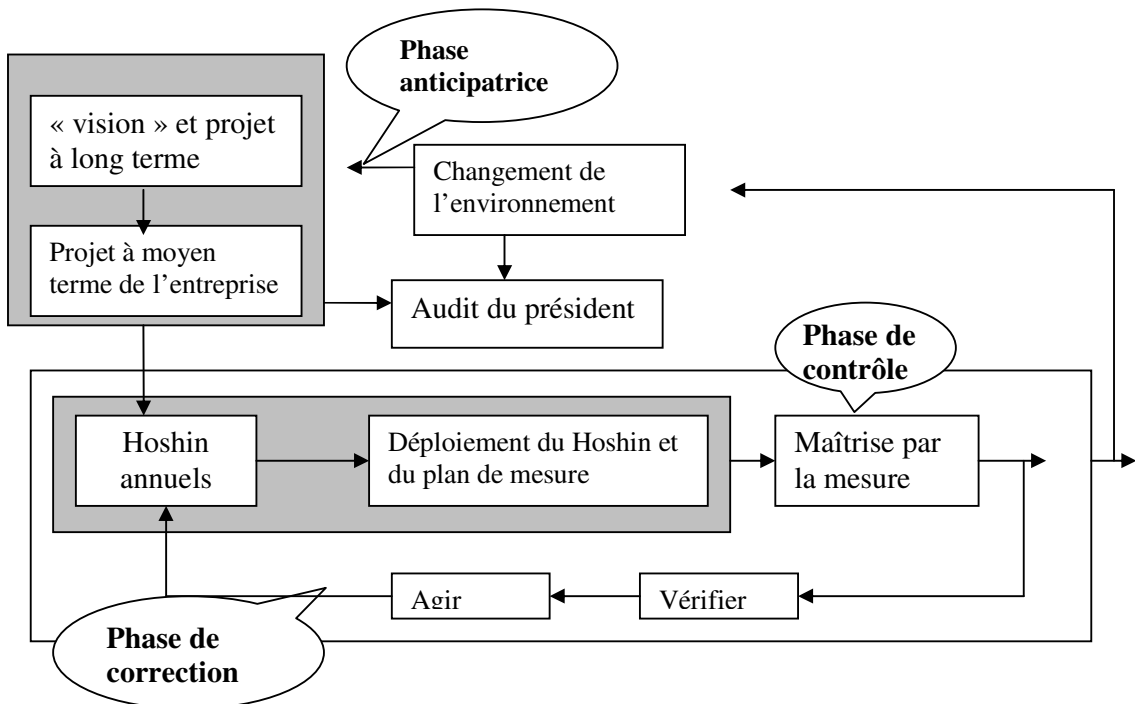 Phase
anticipatrice
« vision » et projet
à long terme
Changement de
l’environnement
Projet à moyen
terme de l’entreprise
Audit du président
Phase de
contrôle
Hoshin
annuels
Déploiement du Hoshin et
du plan de mesure
Maîtrise par
la mesure
Agir
Vérifier
Phase de
correction